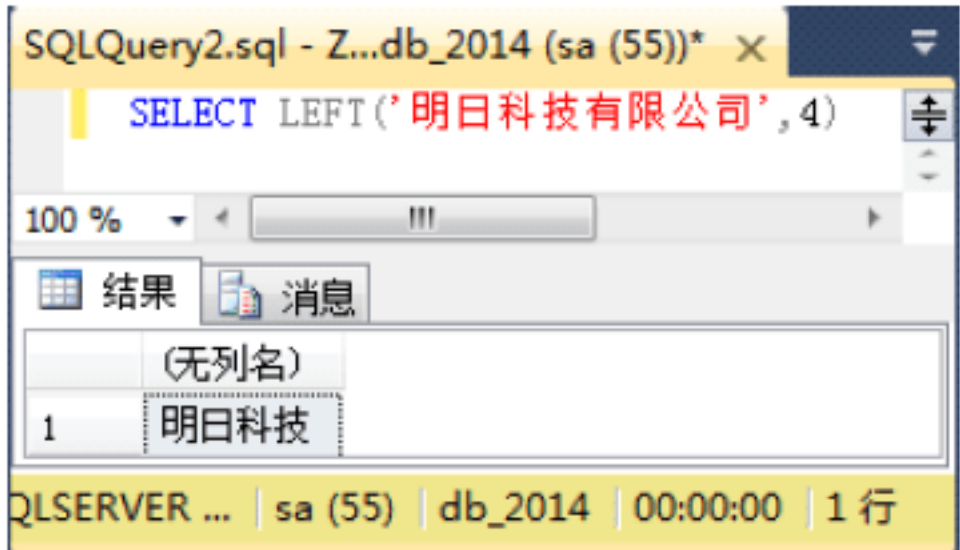 SQLQuery2.sql - Z...db_2014 (sa (55))*
SELECT LEFT('明日科技有限公司',4)
100 %
结果 消息
(无列名)
1 明日科技
QLSERVER ... sa (55) db_2014 00:00:00 1 行